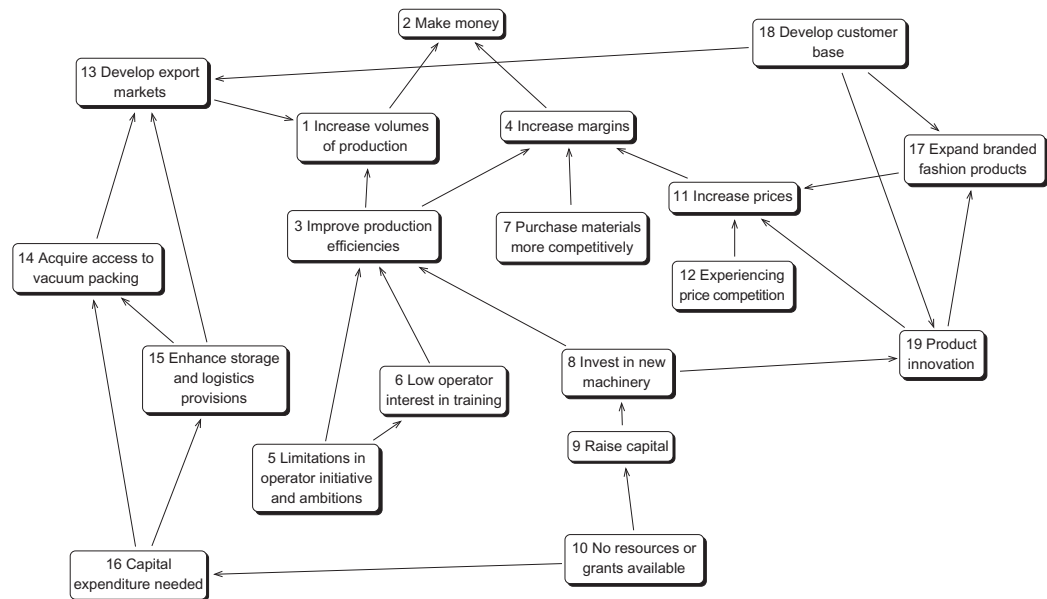 2 Make money
18 Develop customer
base
13 Develop export
markets
1 Increase volumes
of production
4 Increase margins
17 Expand branded
fashion products
11 Increase prices
3 Improve production
efficiencies
7 Purchase materials
more competitively
14 Acquire access to
vacuum packing
12 Experiencing
price competition
19 Product
innovation
15 Enhance storage
and logistics
provisions
8 Invest in new
machinery
6 Low operator
interest in training
9 Raise capital
5 Limitations in
operator initiative
and ambitions
10 No resources or
grants available
16 Capital
expenditure needed